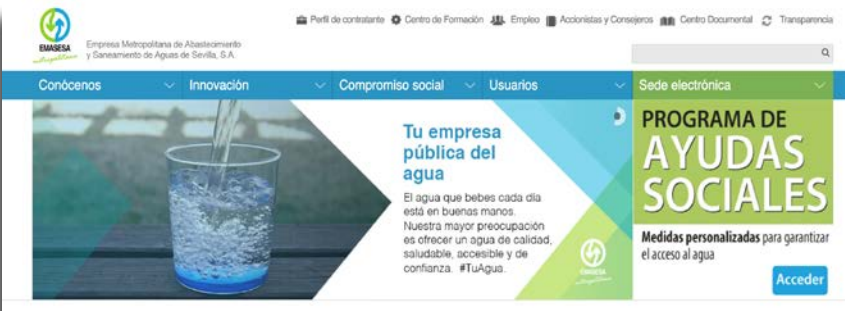 Perfil de contratante Centro de Formación Empleo Accionistas y Consejeros Centro Documental Transparencia
EMASESA
metropolitana
Empresa Metropolitana de Abastecimiento
y Saneamiento de Aguas de Sevilla, S.A.
Conócenos Innovación Compromiso social Usuarios Sede electrónica
Tu empresa
pública del
agua
El agua que bebes cada día
está en buenas manos.
Nuestra mayor preocupación
es ofrecer un agua de calidad,
saludable, accesible y de
confianza. #TuAgua.
EMASESA
metropolitana
PROGRAMA DE
AYUDAS
SOCIALES
Medidas personalizadas para garantizar
el acceso al agua
Acceder